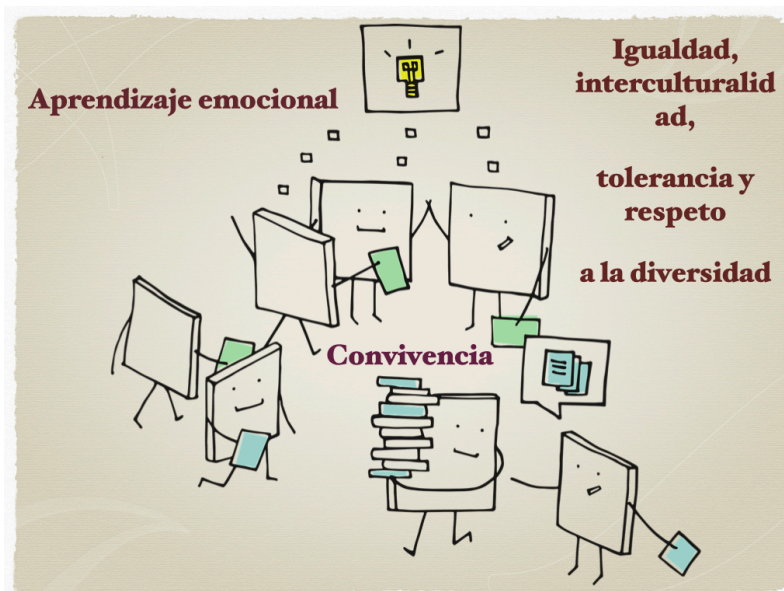 Aprendizaje emocional
Igualdad,
interculturalid
ad,
tolerancia y
respeto
a la diversidad
Convivencia